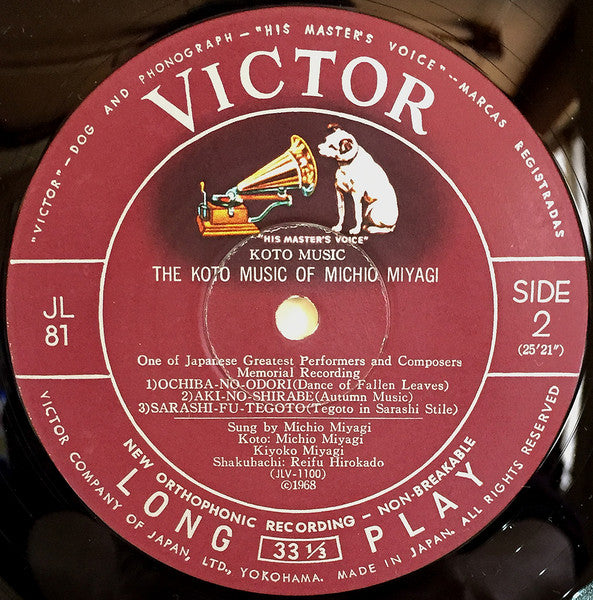 "VICTOR"—DOG AND PHONOGRAPH—"HIS MASTER'S VOICE"—MARCAS REGISTRADAS
VICTOR
"HIS MASTER'S VOICE"
KOTO MUSIC
THE KOTO MUSIC OF MICHIO MIYAGI
JL
81
SIDE
2
(25'21")
One of Japanese Greatest Performers and Composers
Memorial Recording
1)OCHIBA-NO-ODORI(Dance of Fallen Leaves)
2)AKI-NO-SHIRABE(Autumn Music)
3)SARASHI-FU-TEGOTO(Tegoto in Sarashi Stile)
Sung by Michio Miyagi
Koto: Michio Miyagi
Kiyoko Miyagi
Shakuhachi: Reifu Hirokado
(JLV-1100)
©1968
NEW ORTHOPHONIC RECORDING — NON-BREAKABLE
LONG 33⅓ PLAY
VICTOR COMPANY OF JAPAN, LTD., YOKOHAMA. MADE IN JAPAN. ALL RIGHTS RESERVED